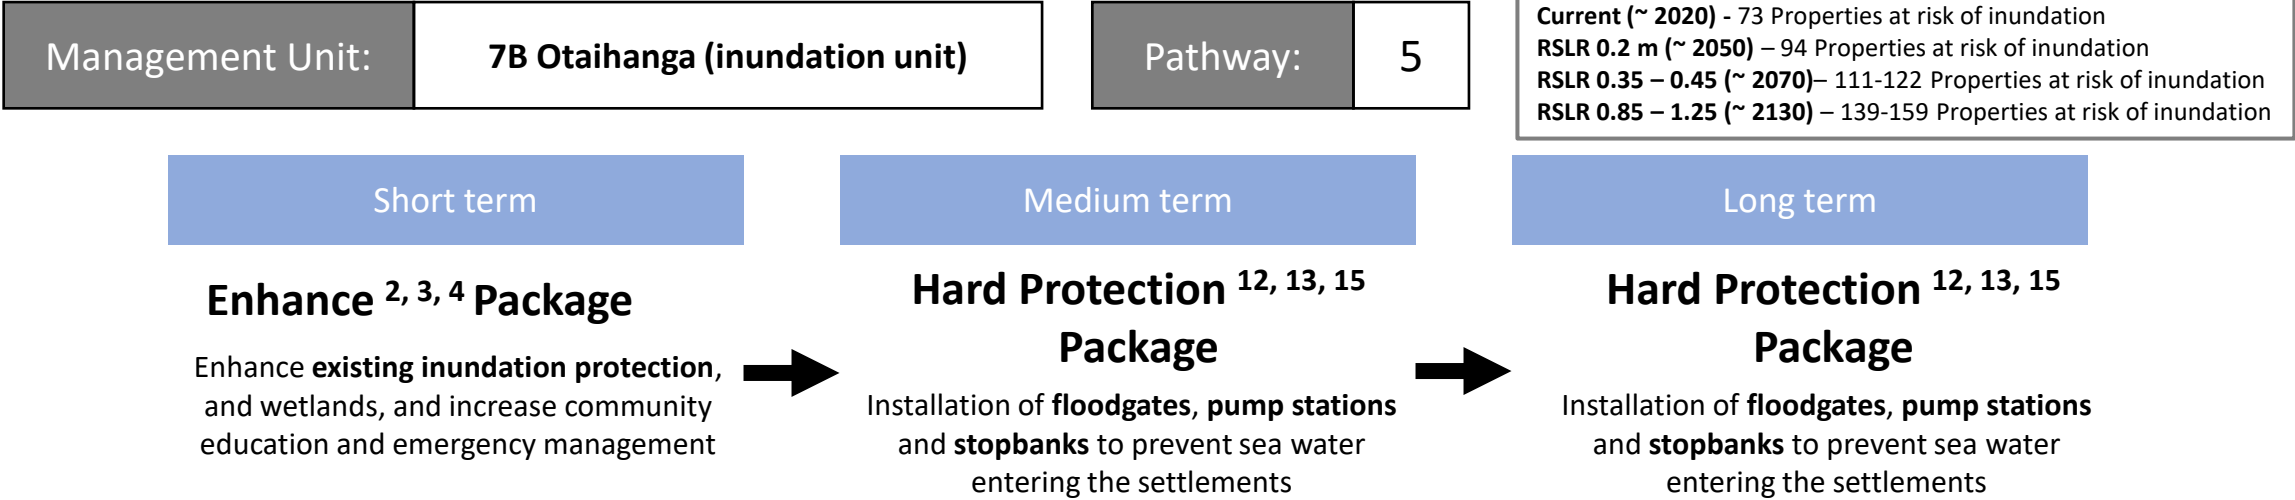 Management Unit:
7B Otaihanga (inundation unit)
Pathway:
5
Current (~ 2020) - 73 Properties at risk of inundation
RSLR 0.2 m (~ 2050) – 94 Properties at risk of inundation
RSLR 0.35 – 0.45 (~ 2070)– 111-122 Properties at risk of inundation
RSLR 0.85 – 1.25 (~ 2130) – 139-159 Properties at risk of inundation
Short term
Enhance 2, 3, 4 Package
Enhance existing inundation protection,
and wetlands, and increase community
education and emergency management
Medium term
Hard Protection 12, 13, 15
Package
Installation of floodgates, pump stations
and stopbanks to prevent sea water
entering the settlements
Long term
Hard Protection 12, 13, 15
Package
Installation of floodgates, pump stations
and stopbanks to prevent sea water
entering the settlements